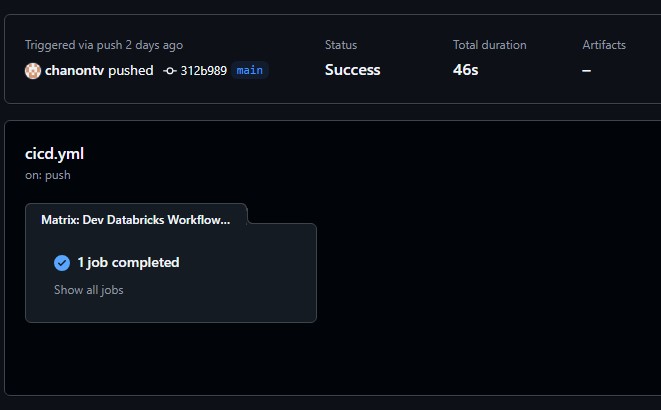 Triggered via push 2 days ago
chanontv pushed 312b989 main
Status
Success
Total duration
46s
Artifacts
–
cicd.yml
on: push
Matrix: Dev Databricks Workflow...
1 job completed
Show all jobs